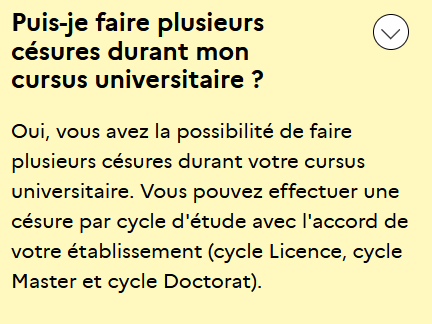 Puis-je faire plusieurs
césures durant mon
cursus universitaire ?
Oui, vous avez la possibilité de faire
plusieurs césures durant votre cursus
universitaire. Vous pouvez effectuer une
césure par cycle d'étude avec l'accord de
votre établissement (cycle Licence, cycle
Master et cycle Doctorat).